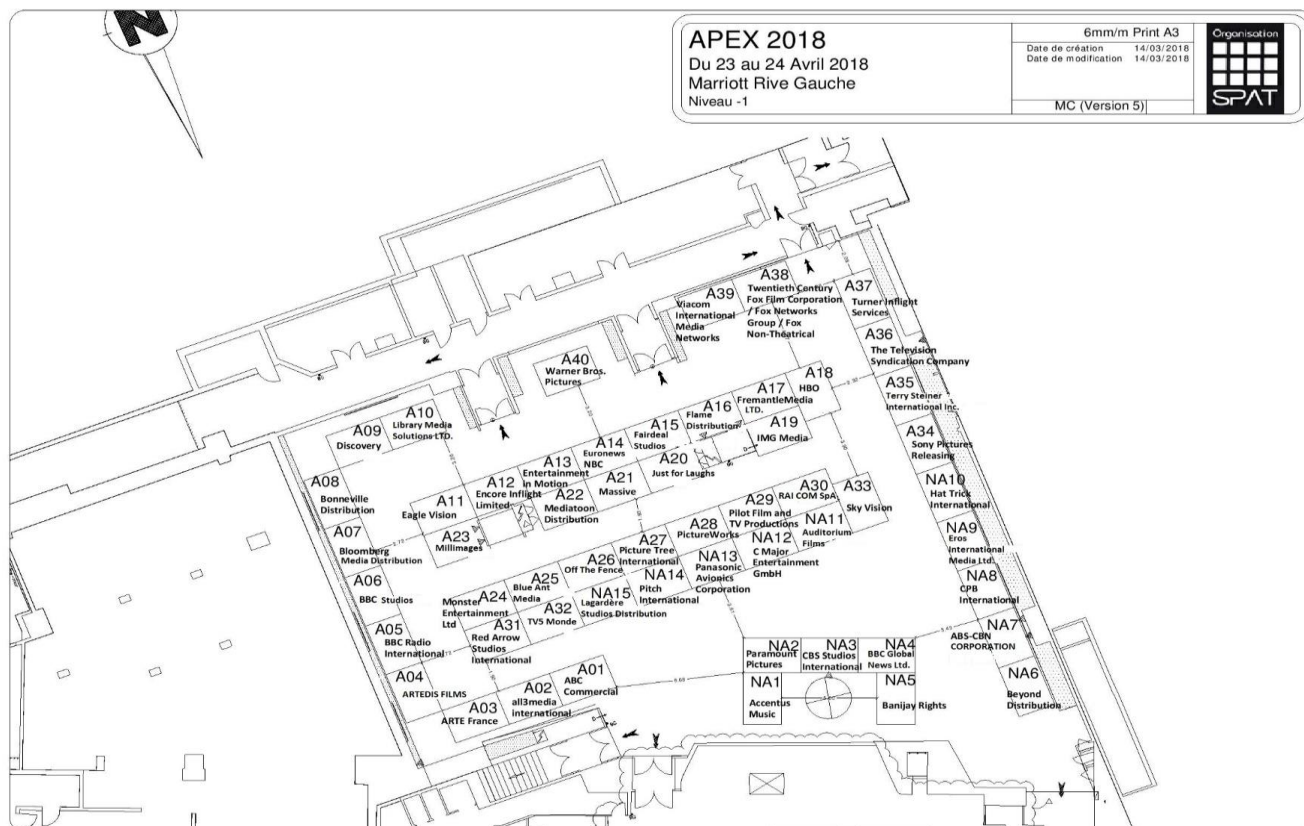 N
APEX 2018
Du 23 au 24 Avril 2018
Marriott Rive Gauche
Niveau -1
6mm/m Print A3
Date de création 14/03/2018
Date de modification 14/03/2018
MC (Version 5)
Organisation
SPAT
A38
Twentieth Century
Fox Film Corporation
/ Fox Networks
Group / Fox
Non-Theatrical
A39
Viacom
International
Media
Networks
A37
Turner Inflight
Services
A36
The Television
Syndication Company
A40
Warner Bros.
Pictures
A18
HBO
A35
Terry Steiner
International Inc.
A17
FremantleMedia
LTD.
A16
Flame
Distribution
A10
Library Media
Solutions LTD.
A09
Discovery
A15
Fairdeal
Studios
A19
IMG Media
A34
Sony Pictures
Releasing
A14
Euronews
NBC
A13
Entertainment
in Motion
A20
Just for Laughs
A08
Bonneville
Distribution
A12
Encore Inflight
Limited
A21
Massive
A22
Mediatoon
Distribution
A11
Eagle Vision
A30
RAI COM SpA
A33
Sky Vision
NA10
Hat Trick
International
A29
Pilot Film and
TV Productions
NA11
Auditorium
Films
A07
Bloomberg
Media Distribution
A23
Millimages
A28
PictureWorks
NA12
C Major
Entertainment
GmbH
NA9
Eros
International
Media Ltd.
A27
Picture Tree
International
NA13
Panasonic
Avionics
Corporation
A26
Off The Fence
NA14
Pitch
International
A06
BBC Studios
A25
Blue Ant
Media
NA15
Lagardère
Studios Distribution
NA8
CPB
International
A24
Monster
Entertainment
Ltd
A32
TV5 Monde
A05
BBC Radio
International
A31
Red Arrow
Studios
International
NA7
ABS-CBN
CORPORATION
NA2
Paramount
Pictures
NA3
CBS Studios
International
NA4
BBC Global
News Ltd.
A04
ARTEDIS FILMS
A01
ABC
Commercial
A02
all3media
international
A03
ARTE France
NA1
Accentus
Music
NA5
Banijay Rights
NA6
Beyond
Distribution